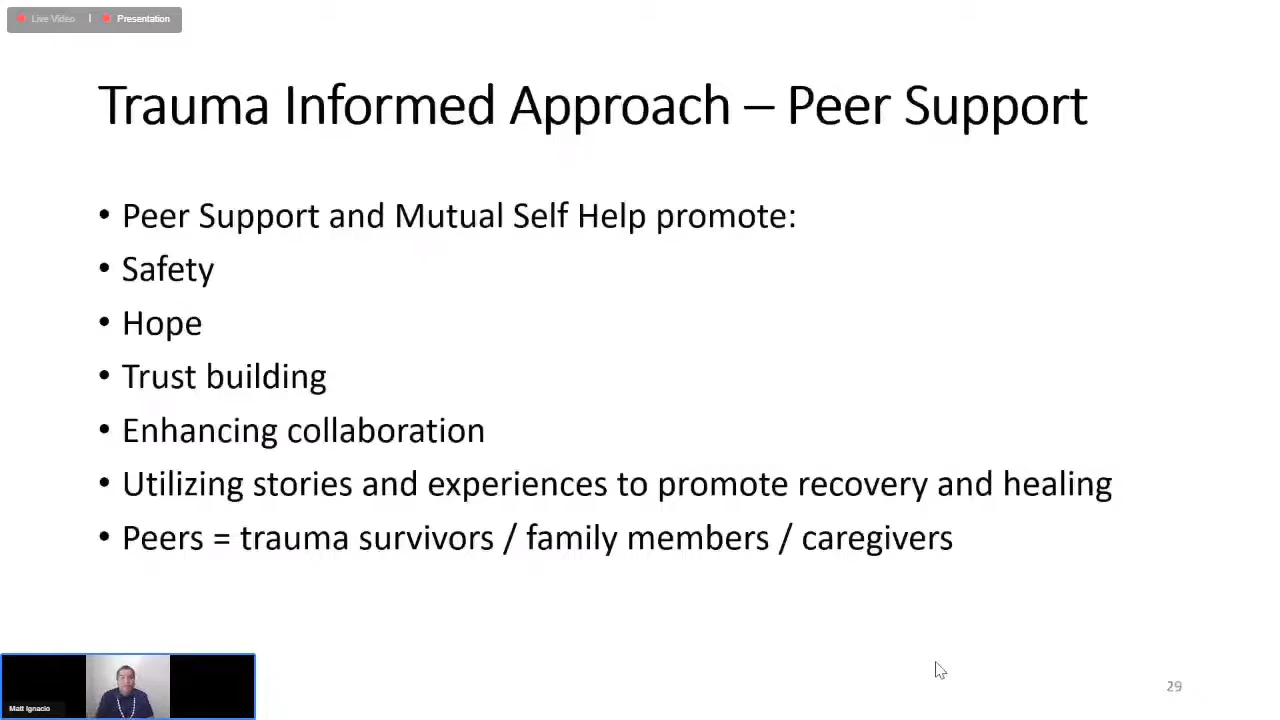 Live Video | Presentation
Trauma Informed Approach – Peer Support
• Peer Support and Mutual Self Help promote:
• Safety
• Hope
• Trust building
• Enhancing collaboration
• Utilizing stories and experiences to promote recovery and healing
• Peers = trauma survivors / family members / caregivers
Matt Ignacio
29